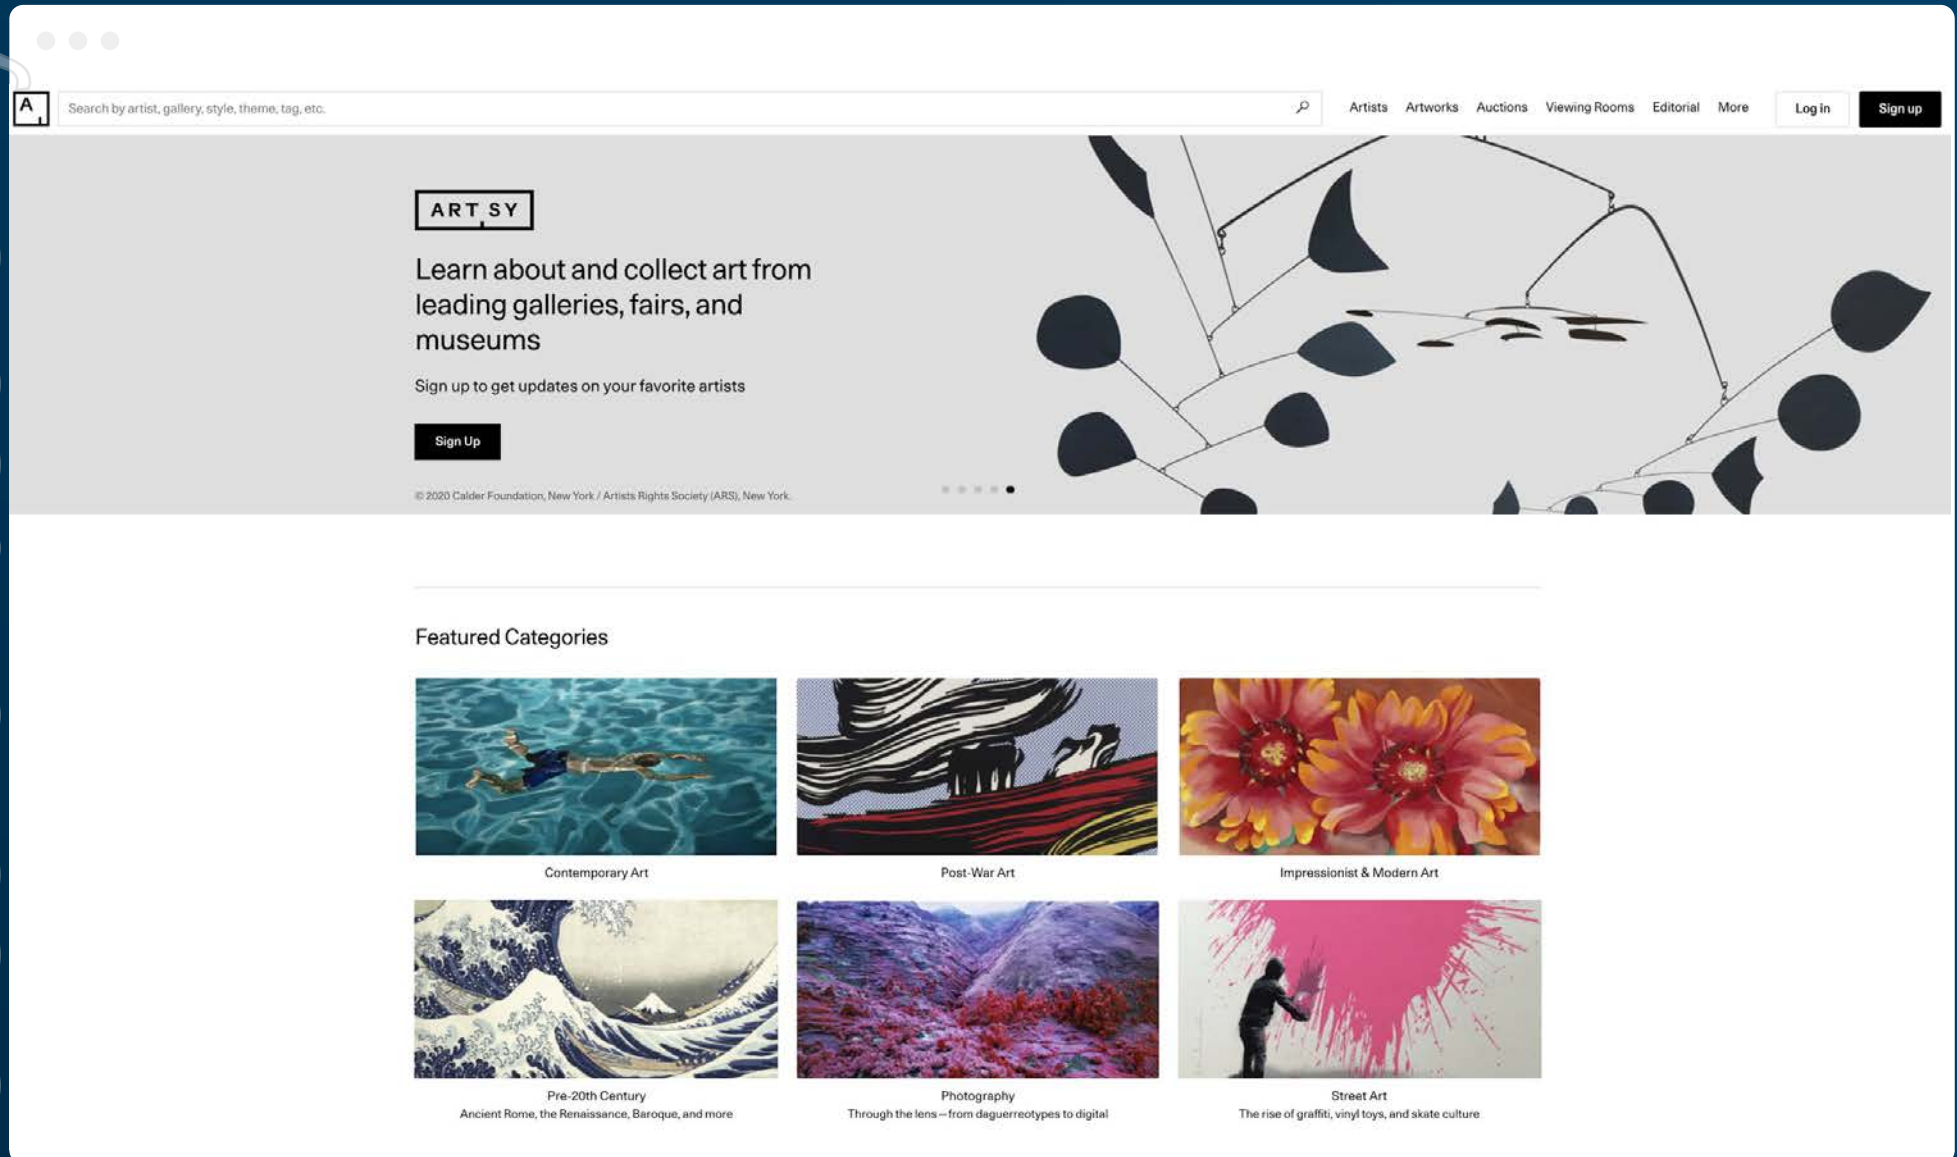 A,
Search by artist, gallery, style, theme, tag, etc.
Artists Artworks Auctions Viewing Rooms Editorial More Log in Sign up
ART,SY
Learn about and collect art from
leading galleries, fairs, and
museums
Sign up to get updates on your favorite artists
Sign Up
© 2020 Calder Foundation, New York / Artists Rights Society (ARS), New York.
Featured Categories
Contemporary Art
Post-War Art
Impressionist & Modern Art
Pre-20th Century
Ancient Rome, the Renaissance, Baroque, and more
Photography
Through the lens—from daguerreotypes to digital
Street Art
The rise of graffiti, vinyl toys, and skate culture